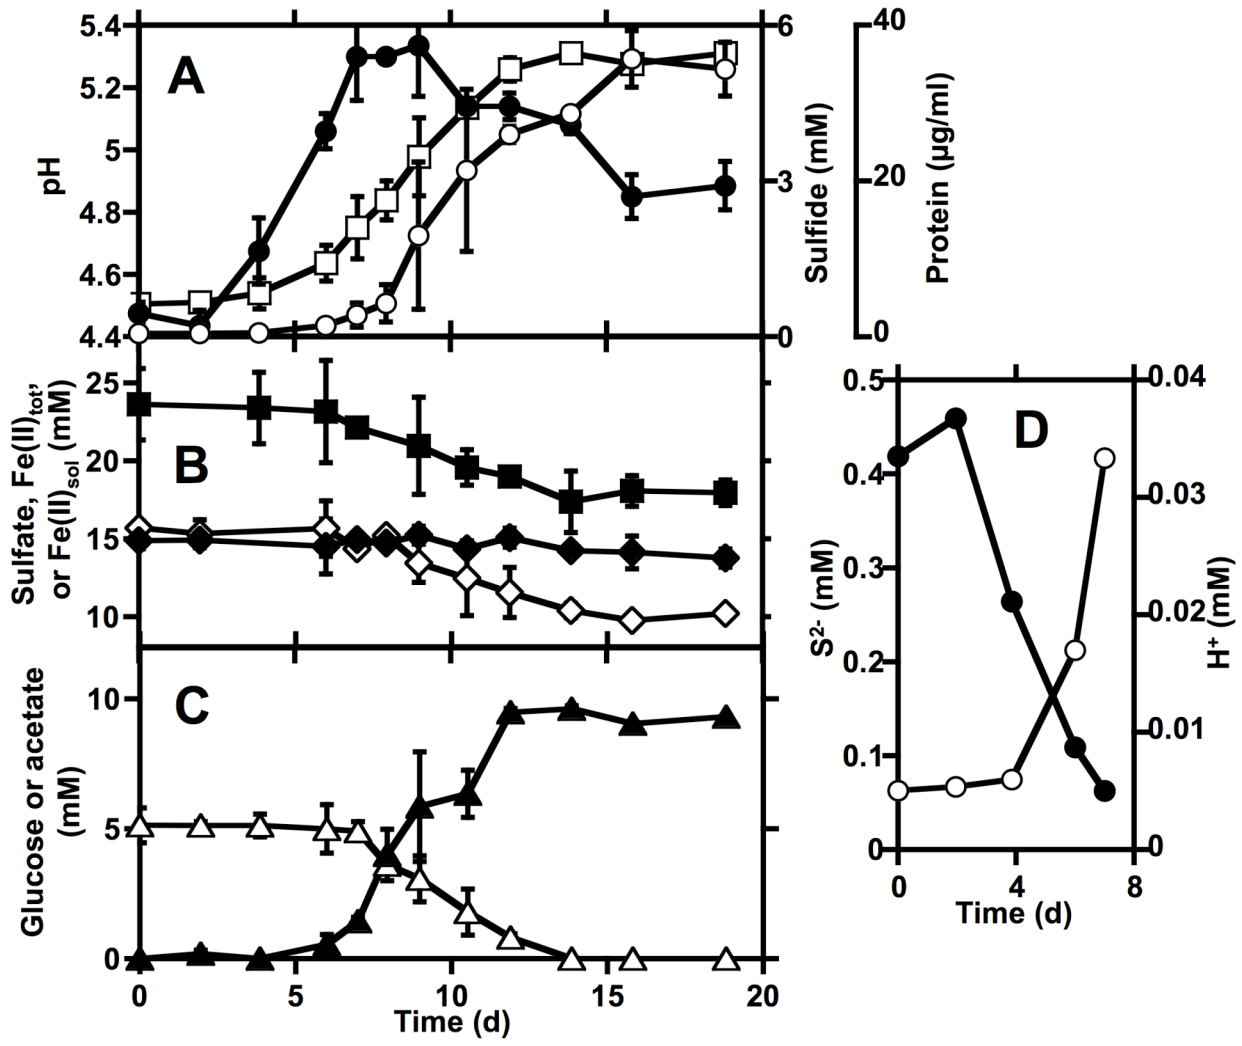 A
5.4
5.2
5
4.8
4.6
4.4
pH
6
3
0
Sulfide (mM)
40
20
0
Protein (µg/ml)
B
25
20
15
10
Sulfate, Fe(II)tot,
or Fe(II)sol (mM)
C
10
5
0
Glucose or acetate
(mM)
0 5 10 15 20
Time (d)
D
0.5
0.4
0.3
0.2
0.1
0
S2- (mM)
0.04
0.03
0.02
0.01
0
H+ (mM)
0 4 8
Time (d)